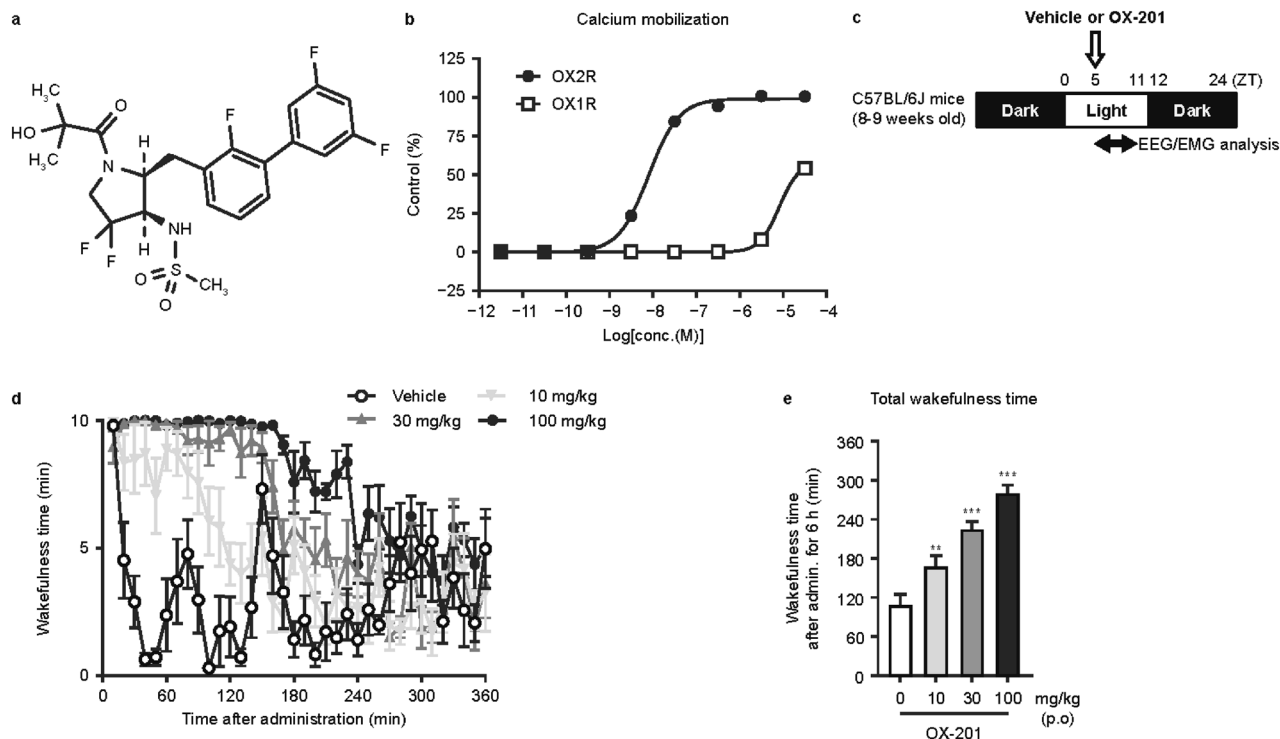 a
F
H₃C
O
HO
H₃C
H
F
N
F
NH
F
F
H
O
S
CH₃
O
b
Calcium mobilization
OX2R
OX1R
Control (%)
125
100
75
50
25
0
−25
−12
−11
−10
−9
−8
−7
−6
−5
−4
Log[conc.(M)]
c
Vehicle or OX-201
0
5
11
12
24 (ZT)
C57BL/6J mice
(8-9 weeks old)
Dark
Light
Dark
EEG/EMG analysis
d
Vehicle
10 mg/kg
30 mg/kg
100 mg/kg
Wakefulness time (min)
10
5
0
0
60
120
180
240
300
360
Time after administration (min)
e
Total wakefulness time
Wakefulness time
after admin. for 6 h (min)
360
300
240
180
120
60
0
**
***
***
0
10
30
100
mg/kg
(p.o)
OX-201